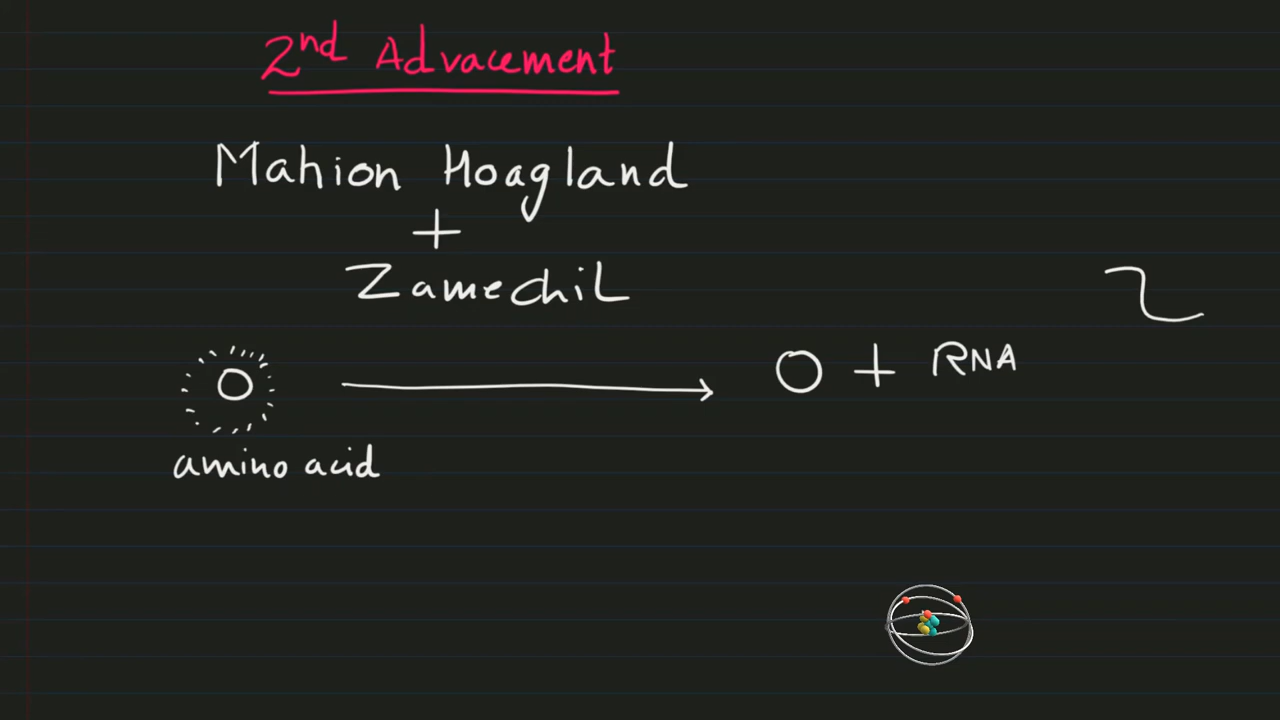 2nd Advacement
Mahion Hoagland
+
Zamechil
O + RNA
amino acid